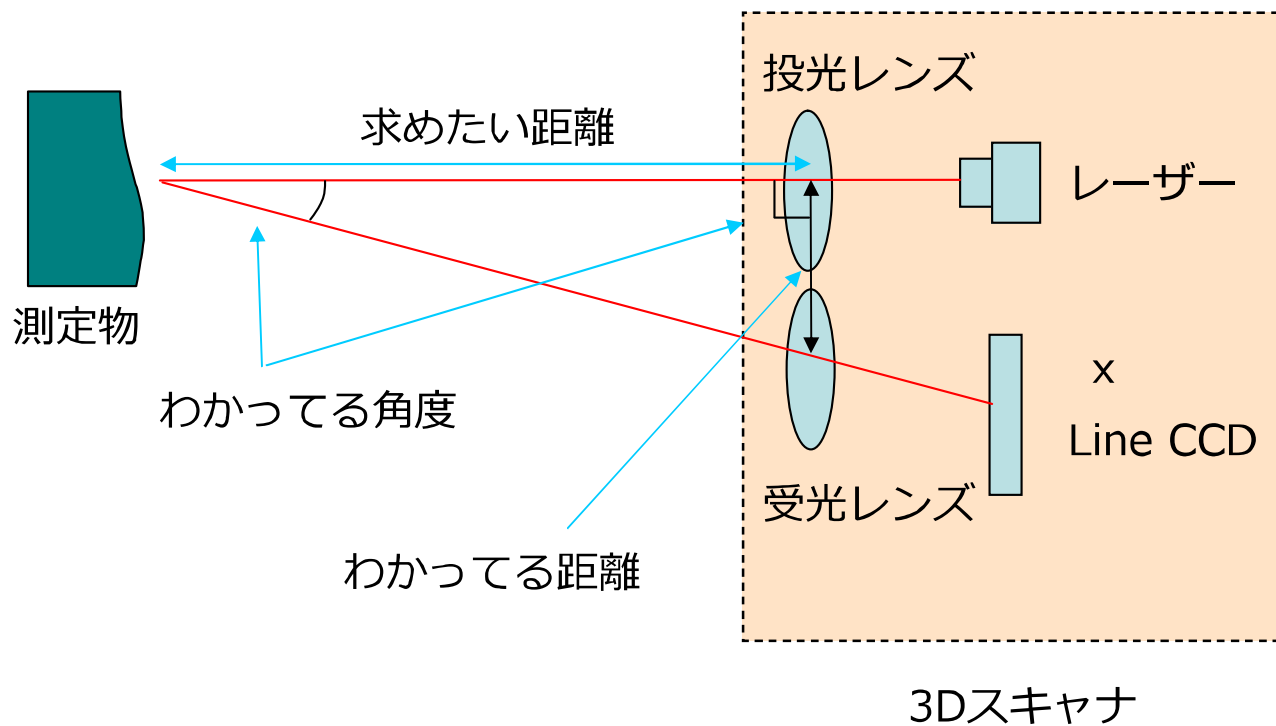 投光レンズ
求めたい距離
レーザー
測定物
わかってる角度
x
Line CCD
受光レンズ
わかってる距離
3Dスキャナ